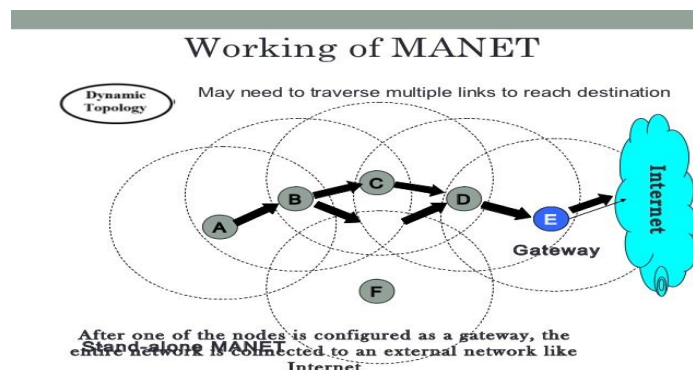 Working of MANET
Dynamic
Topology
May need to traverse multiple links to reach destination
C
B
D
A
E
Internet
Gateway
F
After one of the nodes is configured as a gateway, the
entire network is connected to an external network like
Stand-alone MANET
Internet